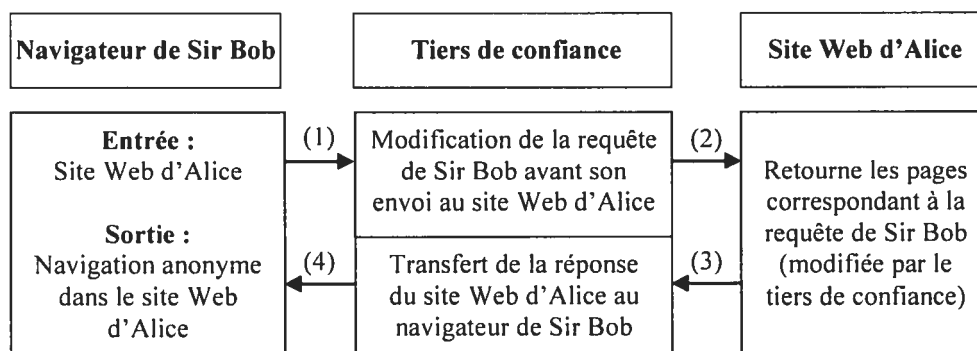 Navigateur de Sir Bob
Tiers de confiance
Site Web d'Alice
Entrée :
Site Web d'Alice
Sortie :
Navigation anonyme
dans le site Web
d'Alice
(1)
Modification de la requête
de Sir Bob avant son
envoi au site Web d'Alice
(2)
Retourne les pages
correspondant à la
requête de Sir Bob
(modifiée par le
tiers de confiance)
(3)
Transfert de la réponse
du site Web d'Alice au
navigateur de Sir Bob
(4)